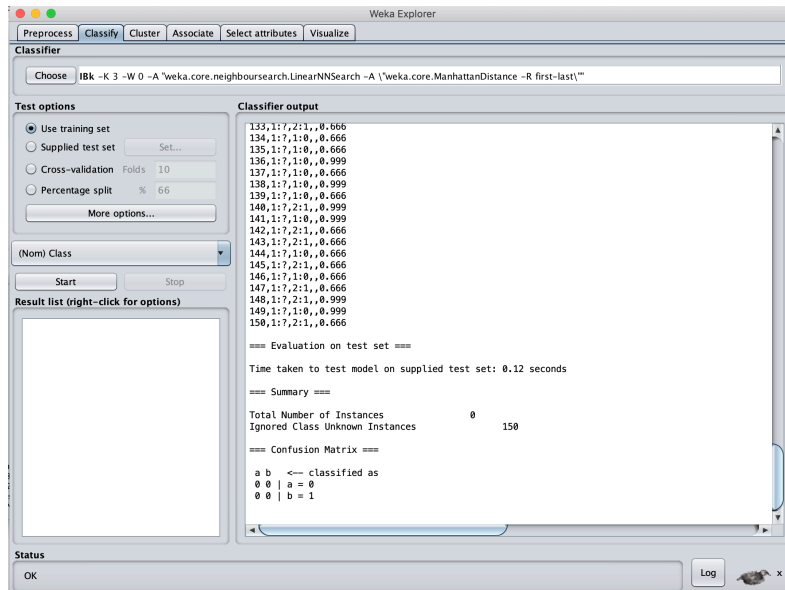 Weka Explorer
Preprocess Classify Cluster Associate Select attributes Visualize
Classifier
Choose IBk -K 3 -W 0 -A "weka.core.neighboursearch.LinearNNSearch -A \"weka.core.ManhattanDistance -R first-last\""
Test options
Use training set
Supplied test set Set...
Cross-validation Folds 10
Percentage split % 66
More options...
(Nom) Class
Start Stop
Result list (right-click for options)
Classifier output
133,1:?,2:1,,0.666
134,1:?,1:0,,0.666
135,1:?,1:0,,0.666
136,1:?,1:0,,0.999
137,1:?,1:0,,0.666
138,1:?,1:0,,0.999
139,1:?,1:0,,0.666
140,1:?,2:1,,0.999
141,1:?,1:0,,0.999
142,1:?,2:1,,0.666
143,1:?,2:1,,0.666
144,1:?,1:0,,0.666
145,1:?,2:1,,0.666
146,1:?,1:0,,0.666
147,1:?,2:1,,0.666
148,1:?,2:1,,0.999
149,1:?,1:0,,0.999
150,1:?,2:1,,0.666
=== Evaluation on test set ===
Time taken to test model on supplied test set: 0.12 seconds
=== Summary ===
Total Number of Instances 0
Ignored Class Unknown Instances 150
=== Confusion Matrix ===
a b <-- classified as
0 0 | a = 0
0 0 | b = 1
Status
OK
Log
x